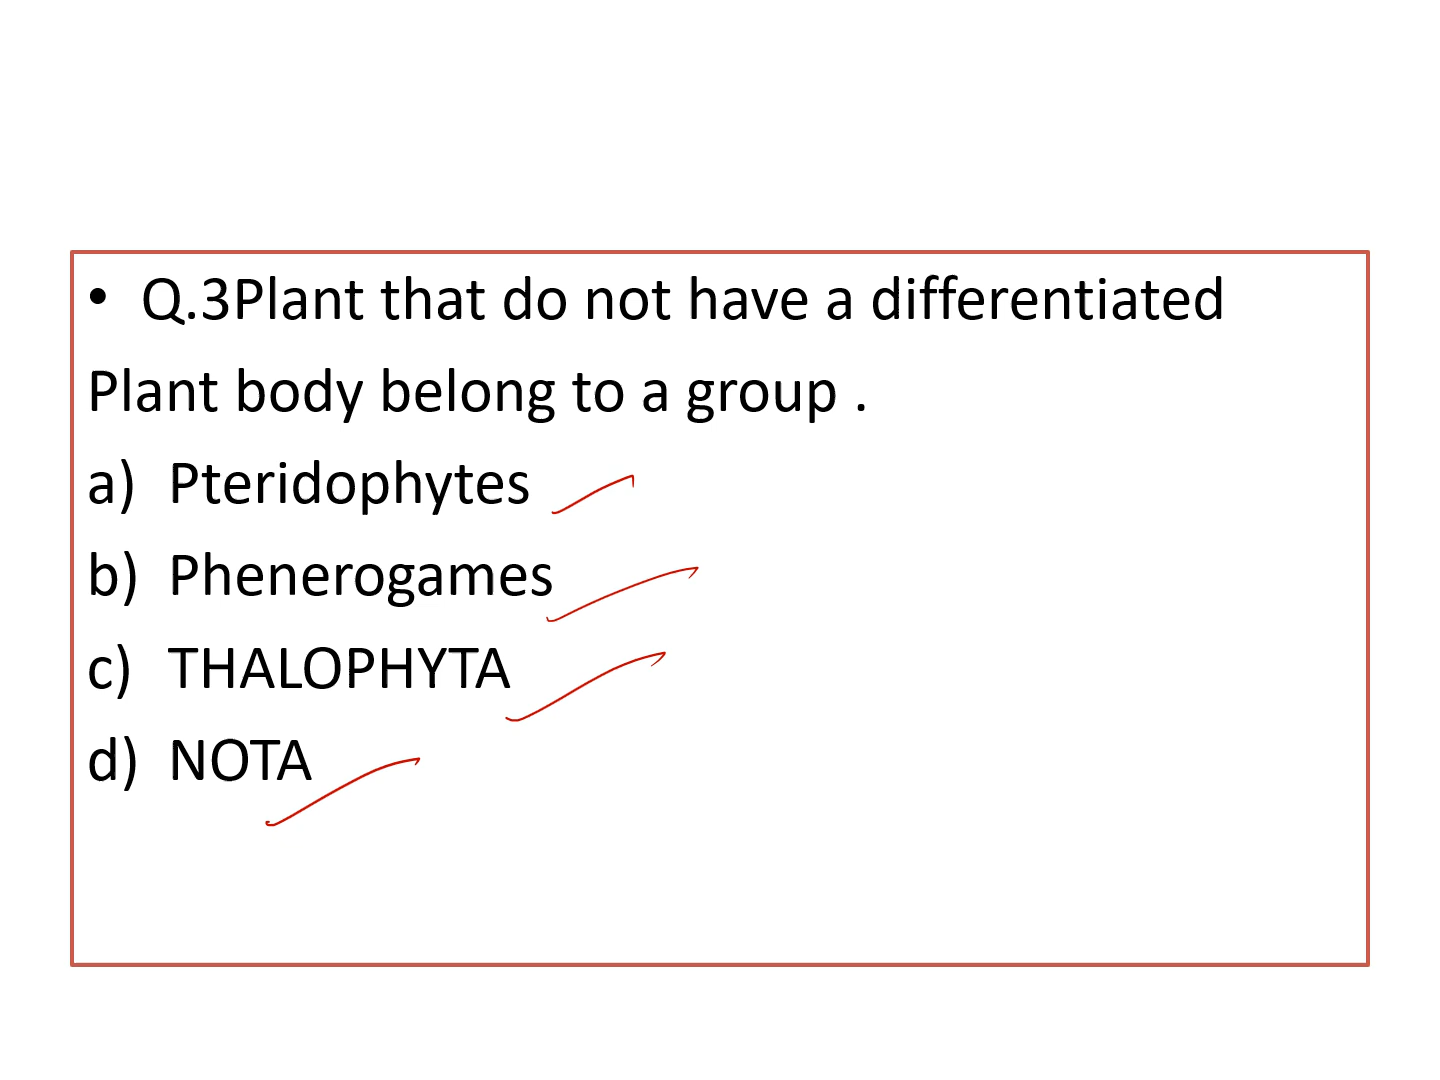 • Q.3Plant that do not have a differentiated
Plant body belong to a group .
a) Pteridophytes
b) Phenerogames
c) THALOPHYTA
d) NOTA